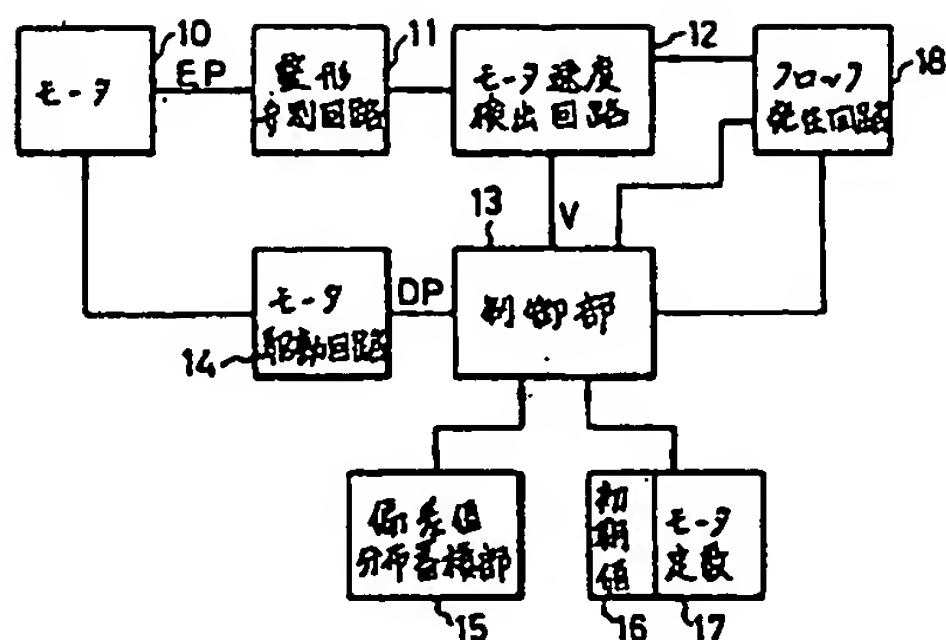 10
モータ
EP
11
整形
弁別回路
12
モータ速度
検出回路
18
クロック
発生回路
13
V
制御部
DP
モータ
駆動回路
14
偏差値
分布蓄積部
15
初期値
16
モータ
定数
17